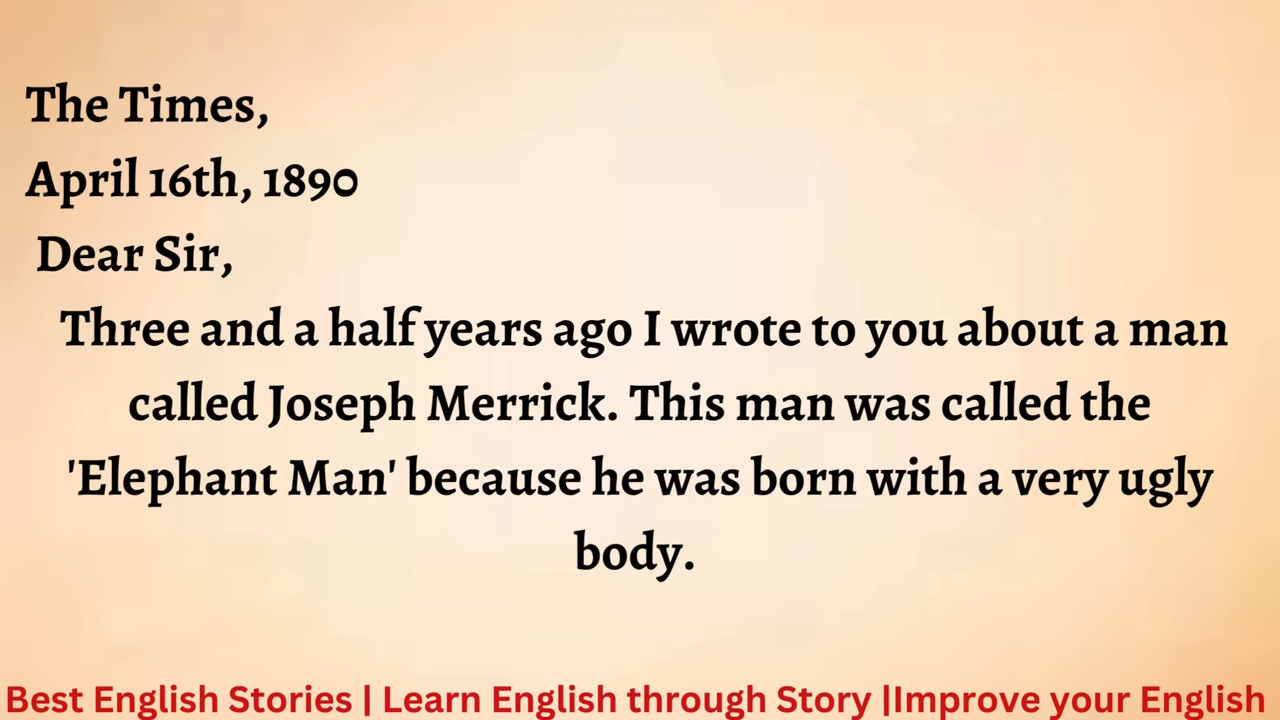 The Times,
April 16th, 1890
Dear Sir,
Three and a half years ago I wrote to you about a man
called Joseph Merrick. This man was called the
'Elephant Man' because he was born with a very ugly
body.
Best English Stories | Learn English through Story |Improve your English